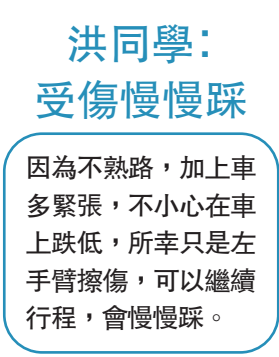 洪同學：
受傷慢慢踩
因為不熟路，加上車
多緊張，不小心在車
上跌低，所幸只是左
手臂擦傷，可以繼續
行程，會慢慢踩。